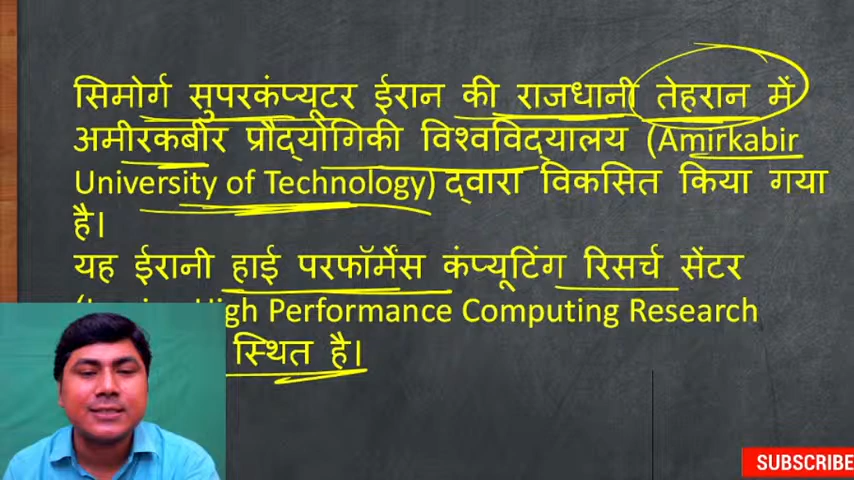 सिमोर्ग सुपरकंप्यूटर ईरान की राजधानी तेहरान में
अमीरकबीर प्रौद्योगिकी विश्वविद्यालय (Amirkabir
University of Technology) द्वारा विकसित किया गया
है।
यह ईरानी हाई परफॉर्मेंस कंप्यूटिंग रिसर्च सेंटर
High Performance Computing Research
स्थित है।
SUBSCRIBE